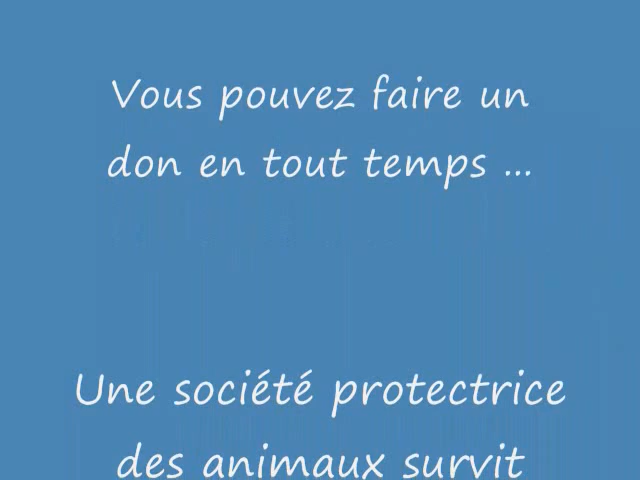 Vous pouvez faire un
don en tout temps ...
Une société protectrice
des animaux survit